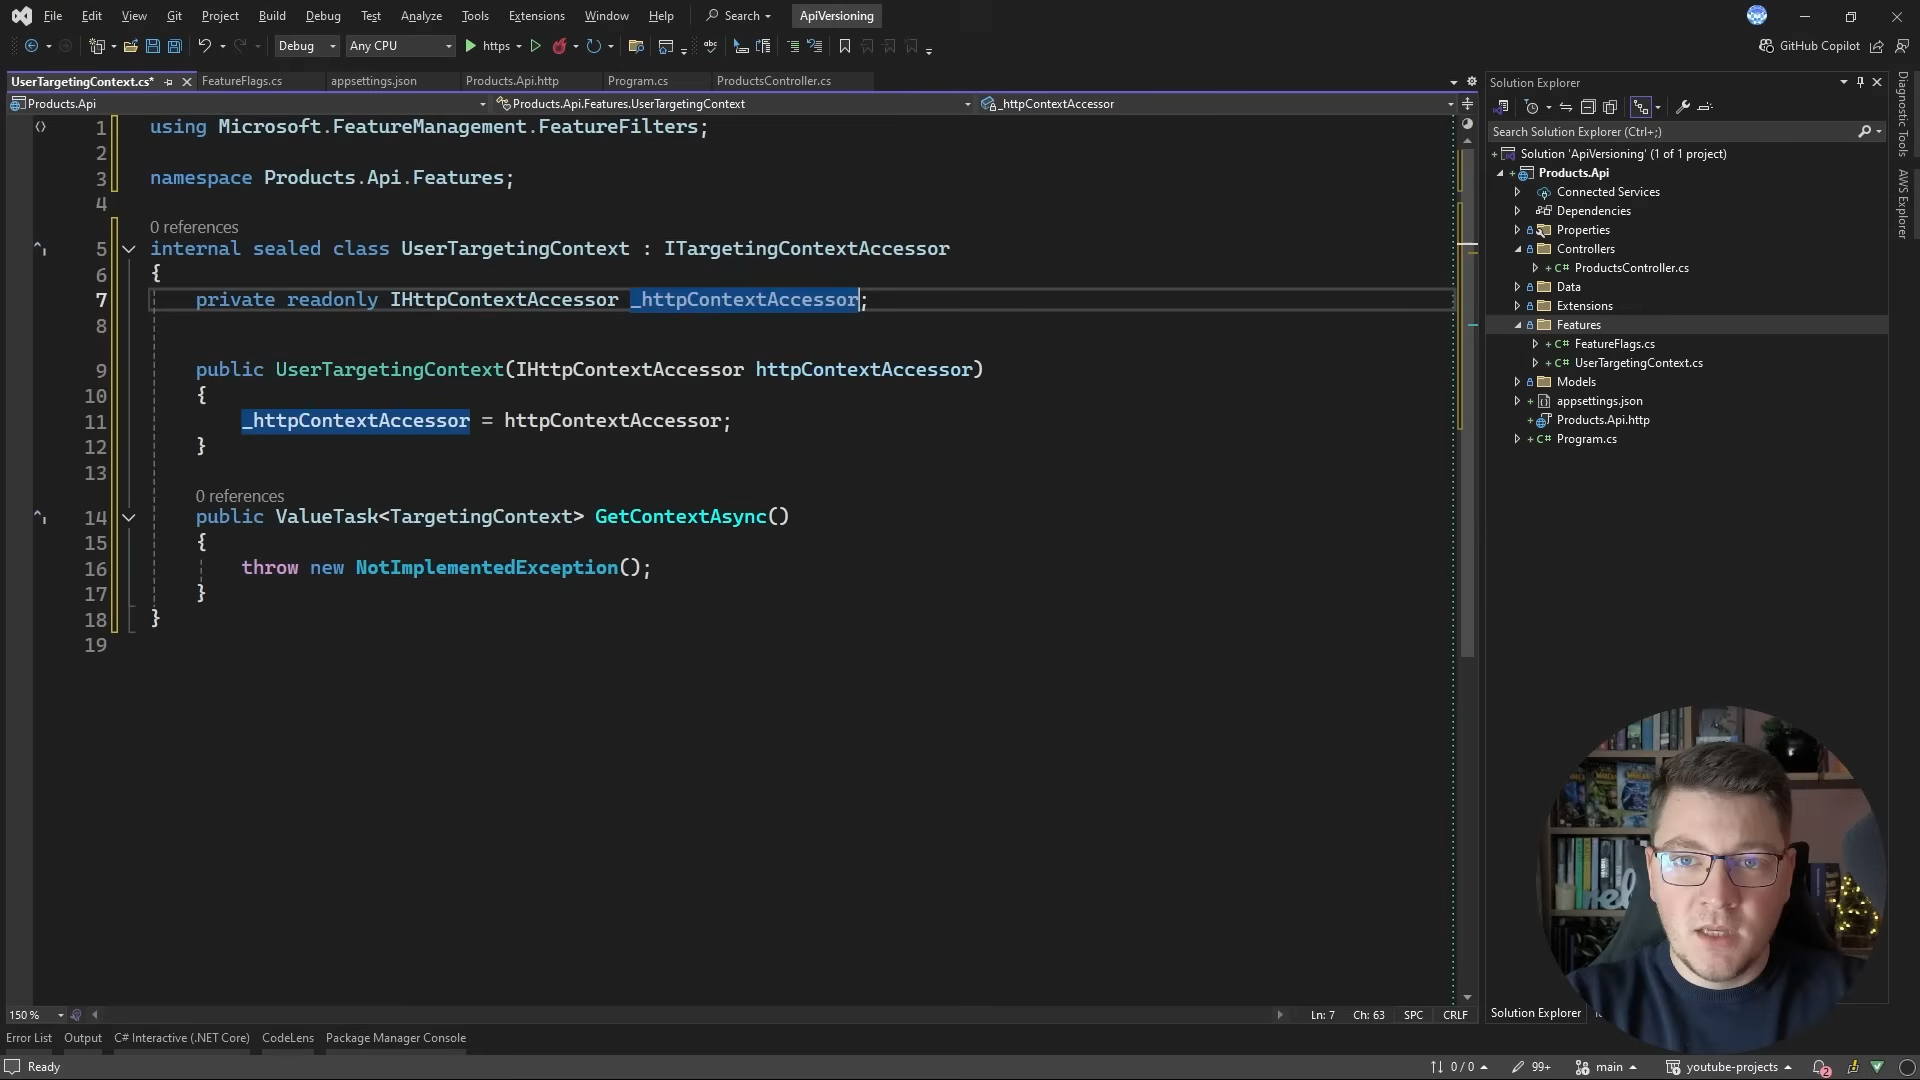 File Edit View Git Project Build Debug Test Analyze Tools Extensions Window Help Search ApiVersioning
Debug Any CPU https GitHub Copilot
UserTargetingContext.cs* FeatureFlags.cs appsettings.json Products.Api.http Program.cs ProductsController.cs
Products.Api Products.Api.Features.UserTargetingContext _httpContextAccessor
1 using Microsoft.FeatureManagement.FeatureFilters;
2
3 namespace Products.Api.Features;
4
0 references
5 internal sealed class UserTargetingContext : ITargetingContextAccessor
6 {
7 private readonly IHttpContextAccessor _httpContextAccessor;
8
9 public UserTargetingContext(IHttpContextAccessor httpContextAccessor)
10 {
11 _httpContextAccessor = httpContextAccessor;
12 }
13
0 references
14 public ValueTask<TargetingContext> GetContextAsync()
15 {
16 throw new NotImplementedException();
17 }
18 }
19
150 % Ln: 7 Ch: 63 SPC CRLF
Solution Explorer
Search Solution Explorer (Ctrl+;)
Solution 'ApiVersioning' (1 of 1 project)
Products.Api
Connected Services
Dependencies
Properties
Controllers
C# ProductsController.cs
Data
Extensions
Features
C# FeatureFlags.cs
C# UserTargetingContext.cs
Models
appsettings.json
Products.Api.http
C# Program.cs
Solution Explorer
Diagnostic Tools
AWS Explorer
Error List Output C# Interactive (.NET Core) CodeLens Package Manager Console
Ready 0 / 0 99+ main youtube-projects 2